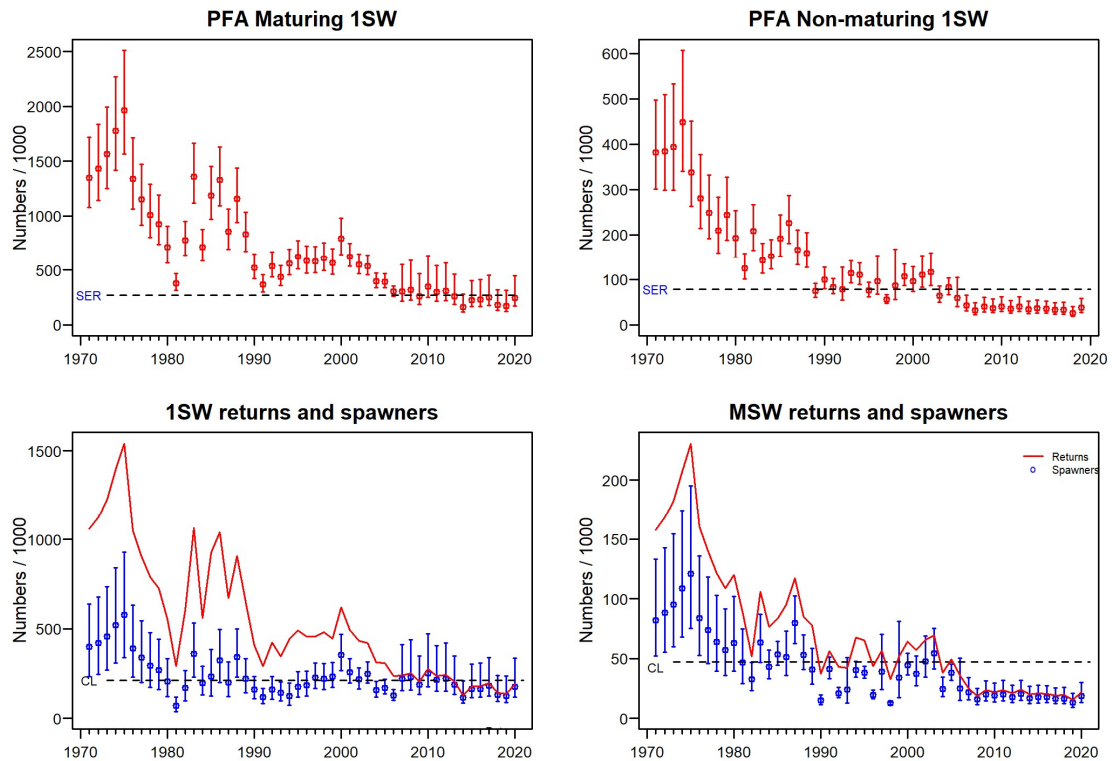 PFA Maturing 1SW
Numbers / 1000
2500
2000
1500
1000
500
0
SER
1970 1980 1990 2000 2010 2020
PFA Non-maturing 1SW
Numbers / 1000
600
500
400
300
200
100
0
SER
1970 1980 1990 2000 2010 2020
1SW returns and spawners
Numbers / 1000
1500
1000
500
0
CL
1970 1980 1990 2000 2010 2020
MSW returns and spawners
Numbers / 1000
200
150
100
50
0
CL
Returns
Spawners
1970 1980 1990 2000 2010 2020